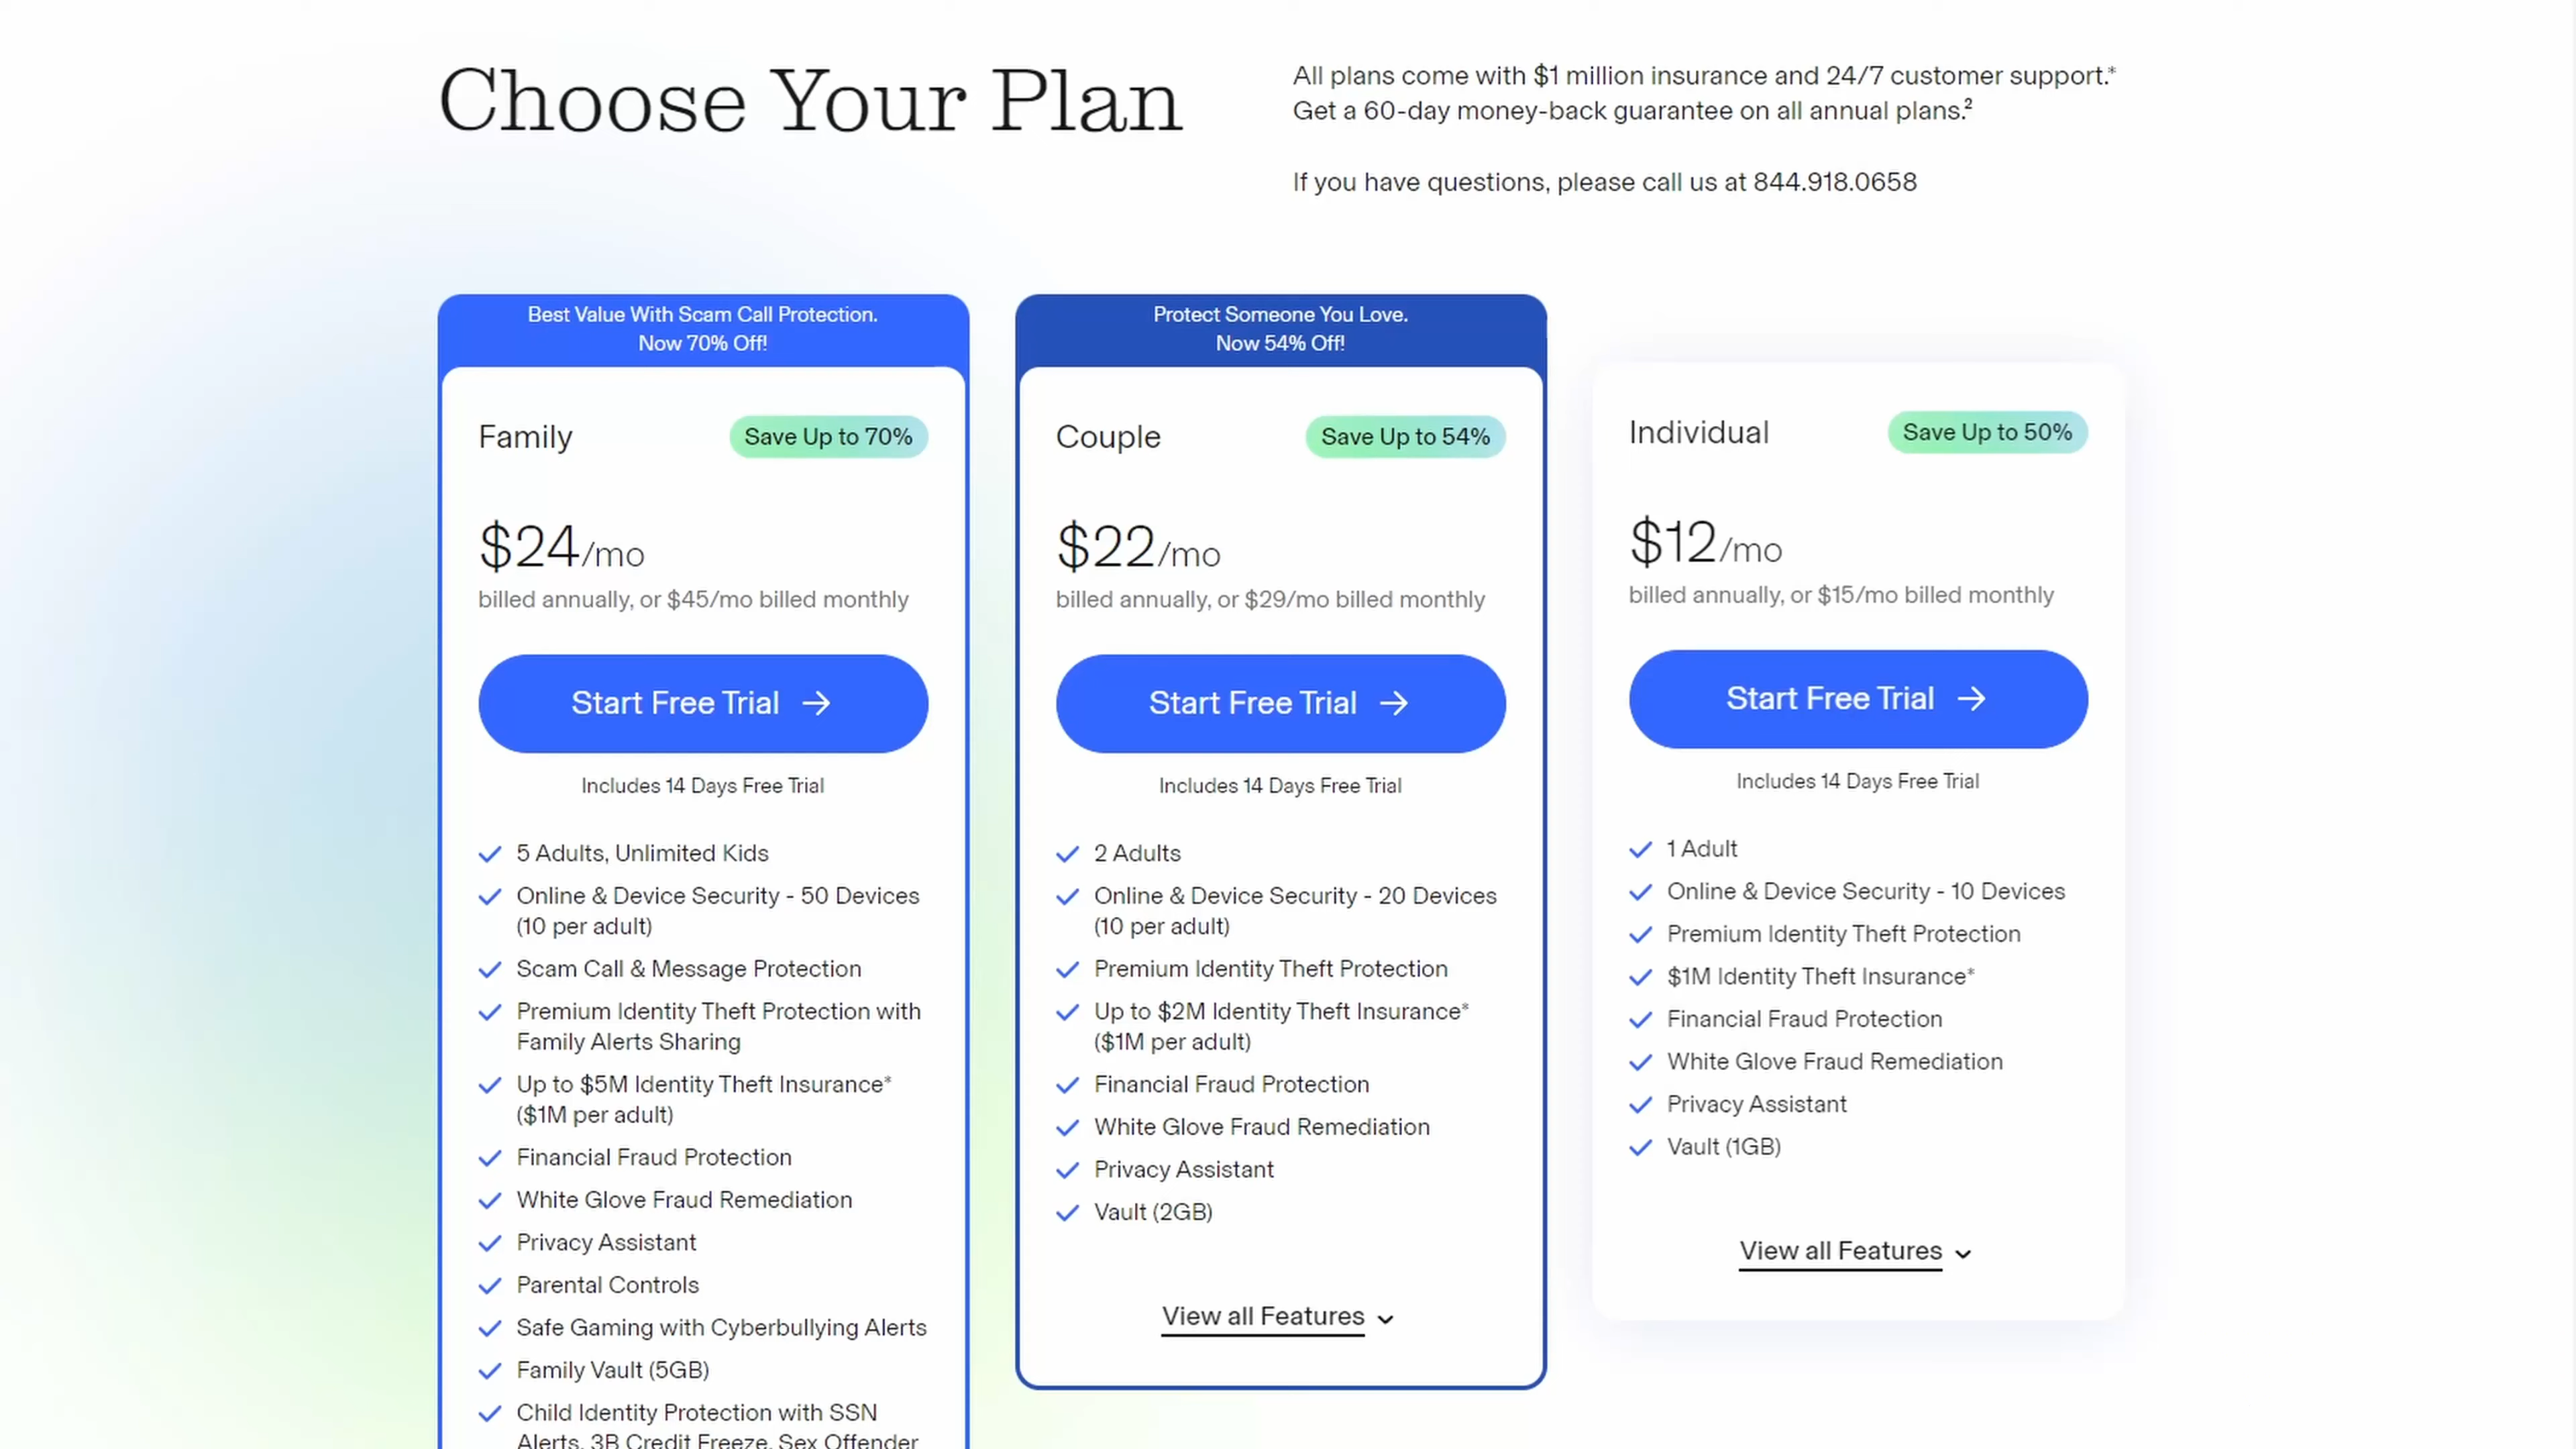 Choose Your Plan
All plans come with $1 million insurance and 24/7 customer support.*
Get a 60-day money-back guarantee on all annual plans.²
If you have questions, please call us at 844.918.0658
Best Value With Scam Call Protection.
Now 70% Off!
Family
Save Up to 70%
$24/mo
billed annually, or $45/mo billed monthly
Start Free Trial →
Includes 14 Days Free Trial
5 Adults, Unlimited Kids
Online & Device Security - 50 Devices
(10 per adult)
Scam Call & Message Protection
Premium Identity Theft Protection with
Family Alerts Sharing
Up to $5M Identity Theft Insurance*
($1M per adult)
Financial Fraud Protection
White Glove Fraud Remediation
Privacy Assistant
Parental Controls
Safe Gaming with Cyberbullying Alerts
Family Vault (5GB)
Child Identity Protection with SSN
Alerts, 3B Credit Freeze, Sex Offender
Protect Someone You Love.
Now 54% Off!
Couple
Save Up to 54%
$22/mo
billed annually, or $29/mo billed monthly
Start Free Trial →
Includes 14 Days Free Trial
2 Adults
Online & Device Security - 20 Devices
(10 per adult)
Premium Identity Theft Protection
Up to $2M Identity Theft Insurance*
($1M per adult)
Financial Fraud Protection
White Glove Fraud Remediation
Privacy Assistant
Vault (2GB)
View all Features
Individual
Save Up to 50%
$12/mo
billed annually, or $15/mo billed monthly
Start Free Trial →
Includes 14 Days Free Trial
1 Adult
Online & Device Security - 10 Devices
Premium Identity Theft Protection
$1M Identity Theft Insurance*
Financial Fraud Protection
White Glove Fraud Remediation
Privacy Assistant
Vault (1GB)
View all Features